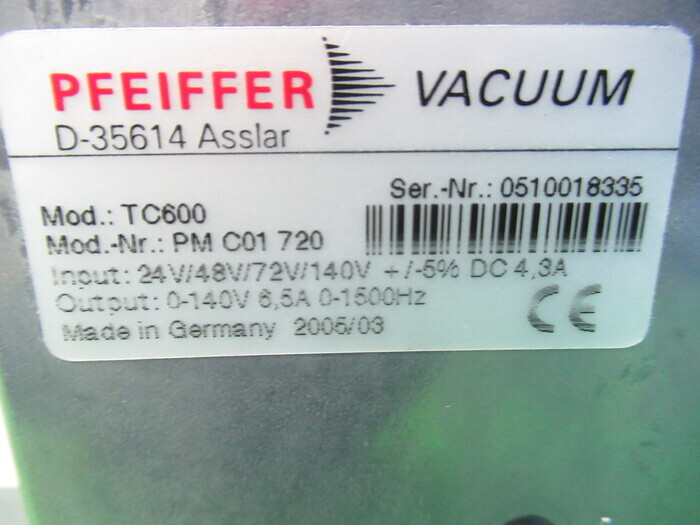 PFEIFFER VACUUM
D-35614 Asslar
Ser.-Nr.: 0510018335
Mod.: TC600
Mod.-Nr.: PM C01 720
Input: 24V/48V/72V/140V +/-5% DC 4,3A
Output: 0-140V 6,5A 0-1500Hz
Made in Germany 2005/03
CE